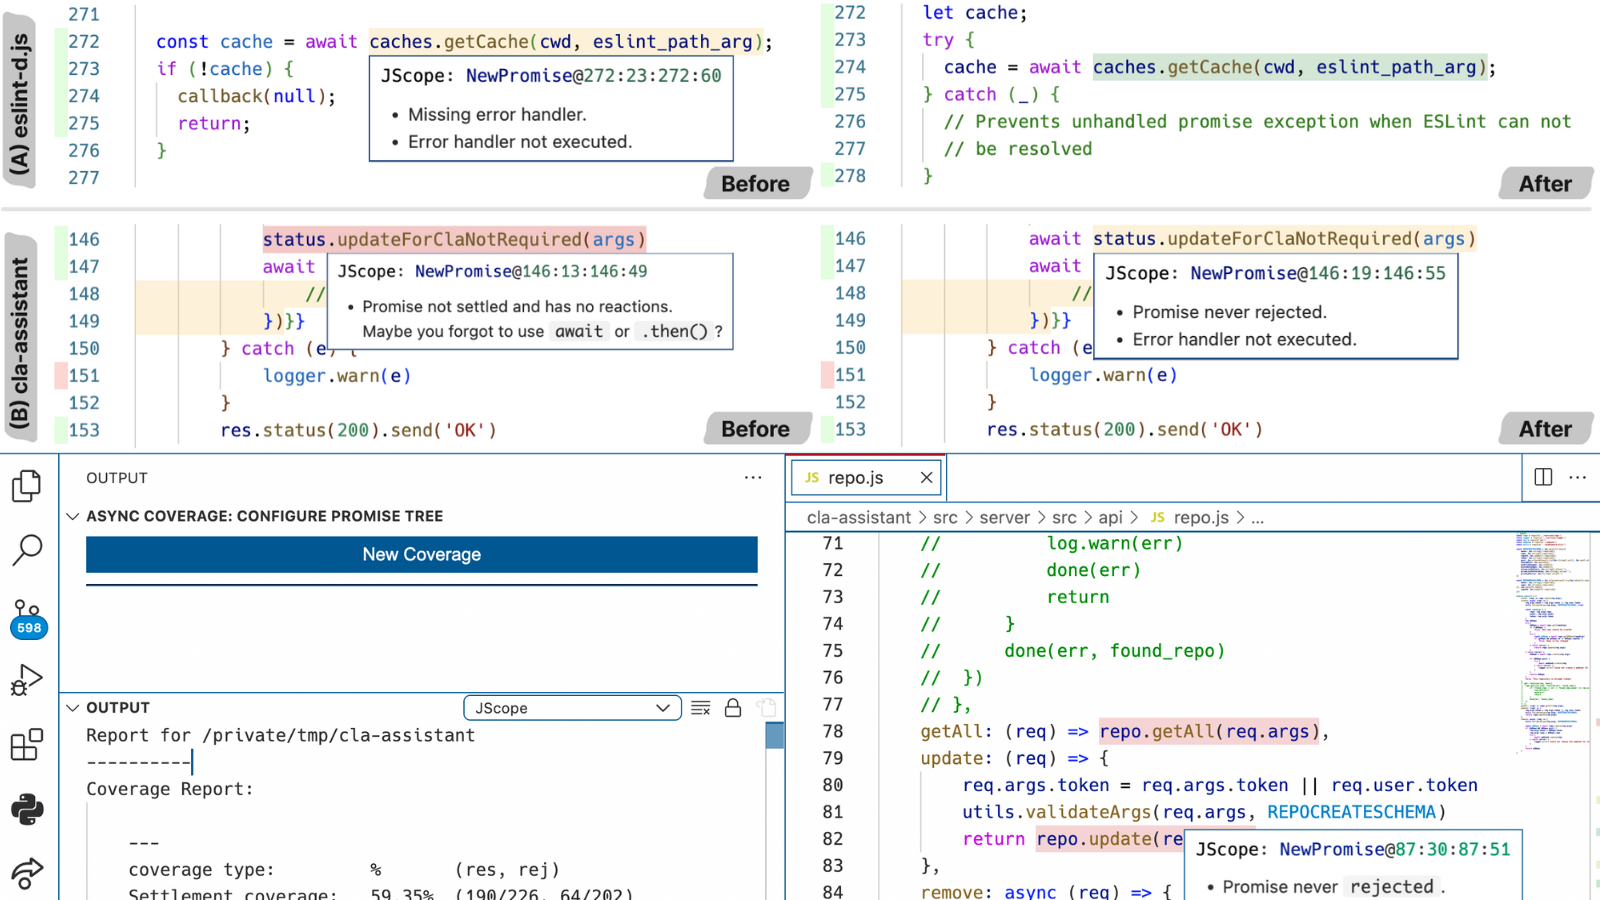 (A) eslint-d.js
271
272 const cache = await caches.getCache(cwd, eslint_path_arg);
273 if (!cache) {
274 callback(null);
275 return;
276 }
277
JScope: NewPromise@272:23:272:60
• Missing error handler.
• Error handler not executed.
Before
272 let cache;
273 try {
274 cache = await caches.getCache(cwd, eslint_path_arg);
275 } catch (_) {
276 // Prevents unhandled promise exception when ESLint can not
277 // be resolved
278 }
After
(B) cla-assistant
146 status.updateForClaNotRequired(args)
147 await
148 //
149 })}}
150 } catch (e) {
151 logger.warn(e)
152 }
153 res.status(200).send('OK')
JScope: NewPromise@146:13:146:49
• Promise not settled and has no reactions.
Maybe you forgot to use await or .then() ?
Before
146 await status.updateForClaNotRequired(args)
147 await
148 //
149 })}}
150 } catch (e
151 logger.warn(e)
152 }
153 res.status(200).send('OK')
JScope: NewPromise@146:19:146:55
• Promise never rejected.
• Error handler not executed.
After
598
OUTPUT ...
ASYNC COVERAGE: CONFIGURE PROMISE TREE
New Coverage
OUTPUT JScope
Report for /private/tmp/cla-assistant
----------
Coverage Report:
---
coverage type: % (res, rej)
Settlement coverage: 59.35% (190/226, 64/202)
JS repo.js
...
cla-assistant > src > server > src > api > JS repo.js > ...
71 // log.warn(err)
72 // done(err)
73 // return
74 // }
75 // done(err, found_repo)
76 // })
77 // },
78 getAll: (req) => repo.getAll(req.args),
79 update: (req) => {
80 req.args.token = req.args.token || req.user.token
81 utils.validateArgs(req.args, REPOCREATESCHEMA)
82 return repo.update(re
83 },
84 remove: async (req) => {
JScope: NewPromise@87:30:87:51
• Promise never rejected .